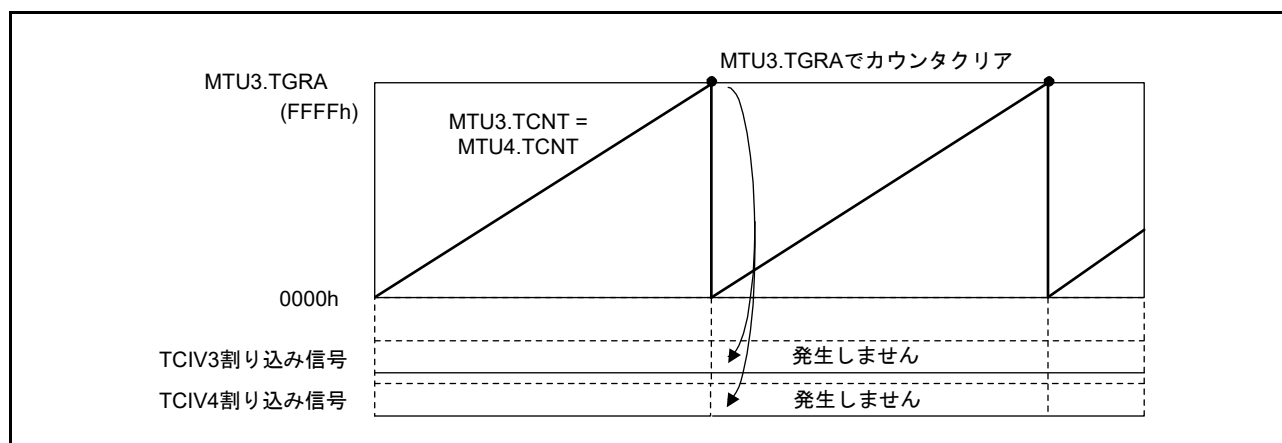 MTU3.TGRAでカウンタクリア
MTU3.TGRA
(FFFFh)
MTU3.TCNT =
MTU4.TCNT
0000h
TCIV3割り込み信号
発生しません
TCIV4割り込み信号
発生しません